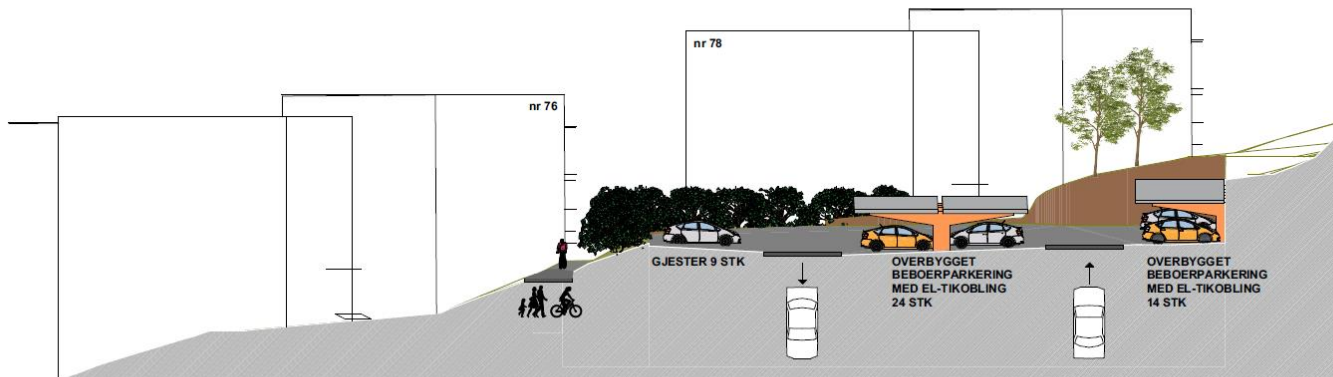 nr 78
nr 76
GJESTER 9 STK
OVERBYGGET
BEBOERPARKERING
MED EL-TIKOBLING
24 STK
OVERBYGGET
BEBOERPARKERING
MED EL-TIKOBLING
14 STK